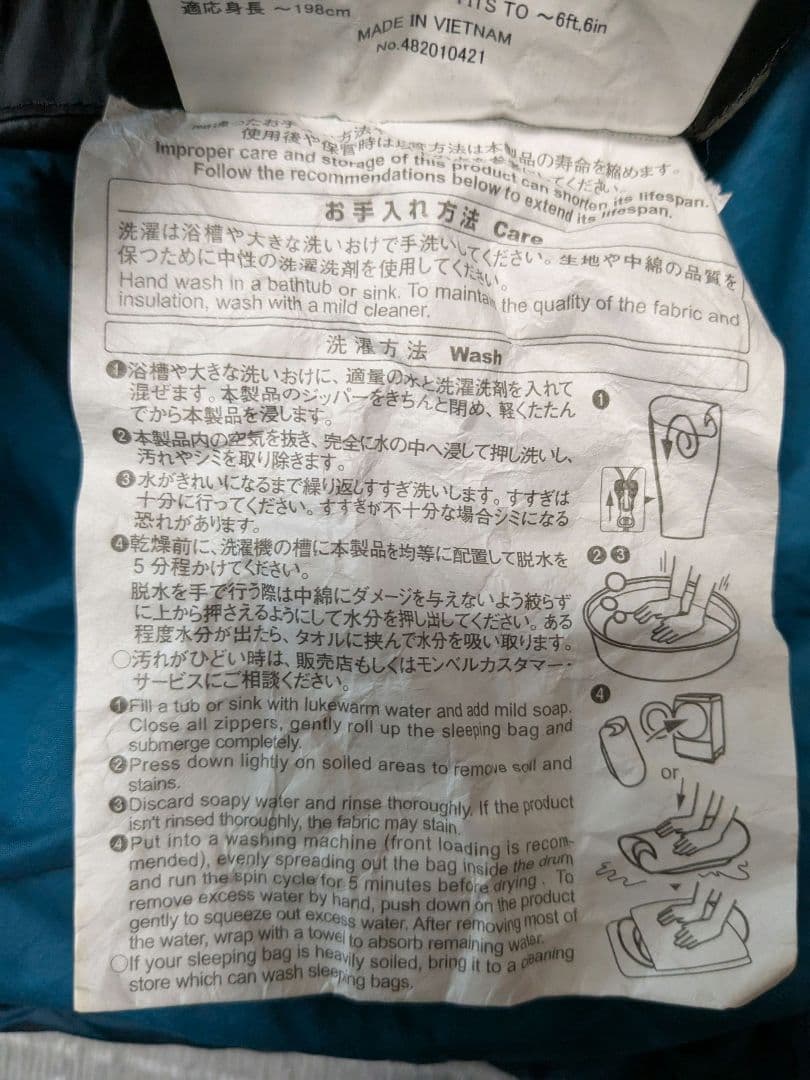 適応身長 ～198cm
FITS TO ～6ft,6in
MADE IN VIETNAM
No.482010421
使用後や保管時は
方法は本製品の寿命を縮めます。
てください。
Improper care and storage of this product can shorten its lifespan.
Follow the recommendations below to extend its lifespan.
お手入れ方法 Care
洗濯は浴槽や大きな洗いおけで手洗いしてください。生地や中綿の品質を
保つために中性の洗濯洗剤を使用してください。
Hand wash in a bathtub or sink. To maintain the quality of the fabric and
insulation, wash with a mild cleaner.
洗濯方法 Wash
❶浴槽や大きな洗いおけに、適量の水と洗濯洗剤を入れて
混ぜます。本製品のジッパーをきちんと閉め、軽くたたん
でから本製品を浸します。
❷本製品内の空気を抜き、完全に水の中へ浸して押し洗いし、
汚れやシミを取り除きます。
❸水がきれいになるまで繰り返しすすぎ洗いします。すすぎは
十分に行ってください。すすぎが不十分な場合シミになる
恐れがあります。
❹乾燥前に、洗濯機の槽に本製品を均等に配置して脱水を
5分程かけてください。
脱水を手で行う際は中綿にダメージを与えないよう絞らず
に上から押さえるようにして水分を押し出してください。ある
程度水分が出たら、タオルに挟んで水分を吸い取ります。
○汚れがひどい時は、販売店もしくはモンベルカスタマー・
サービスにご相談ください。
❶Fill a tub or sink with lukewarm water and add mild soap.
Close all zippers, gently roll up the sleeping bag and
submerge completely.
❷Press down lightly on soiled areas to remove soil and
stains.
❸Discard soapy water and rinse thoroughly. If the product
isn't rinsed thoroughly, the fabric may stain.
❹Put into a washing machine (front loading is recom-
mended), evenly spreading out the bag inside the drum
and run the spin cycle for 5 minutes before drying. To
remove excess water by hand, push down on the product
gently to squeeze out excess water. After removing most of
the water, wrap with a towel to absorb remaining water.
○If your sleeping bag is heavily soiled, bring it to a cleaning
store which can wash sleeping bags.
❶
❷❸
❹
or